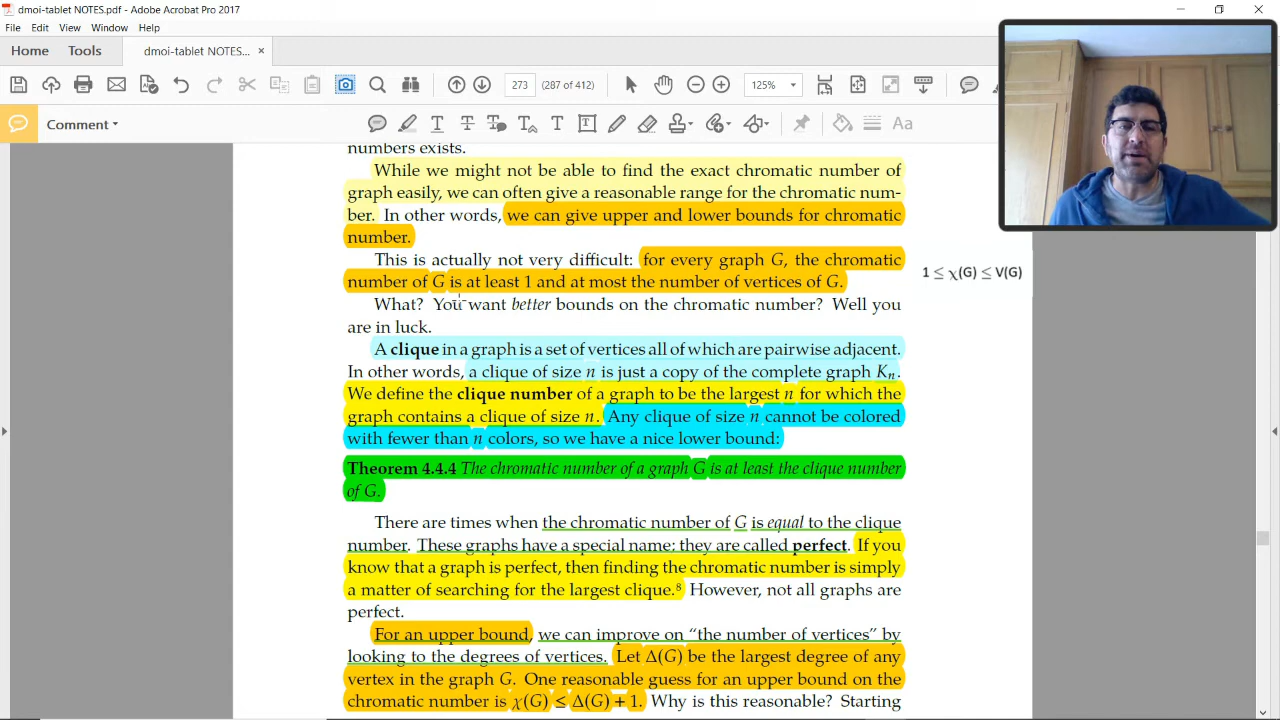 dmoi-tablet NOTES.pdf - Adobe Acrobat Pro 2017
File Edit View Window Help
Home Tools dmoi-tablet NOTES... ×
273 (287 of 412) 125%
Comment
numbers exists.
While we might not be able to find the exact chromatic number of
graph easily, we can often give a reasonable range for the chromatic num-
ber. In other words, we can give upper and lower bounds for chromatic
number.
This is actually not very difficult: for every graph G, the chromatic
number of G is at least 1 and at most the number of vertices of G.
1 ≤ χ(G) ≤ V(G)
What? You want better bounds on the chromatic number? Well you
are in luck.
A clique in a graph is a set of vertices all of which are pairwise adjacent.
In other words, a clique of size n is just a copy of the complete graph Kₙ.
We define the clique number of a graph to be the largest n for which the
graph contains a clique of size n. Any clique of size n cannot be colored
with fewer than n colors, so we have a nice lower bound:
Theorem 4.4.4 The chromatic number of a graph G is at least the clique number
of G.
There are times when the chromatic number of G is equal to the clique
number. These graphs have a special name; they are called perfect. If you
know that a graph is perfect, then finding the chromatic number is simply
a matter of searching for the largest clique.⁸ However, not all graphs are
perfect.
For an upper bound, we can improve on “the number of vertices” by
looking to the degrees of vertices. Let Δ(G) be the largest degree of any
vertex in the graph G. One reasonable guess for an upper bound on the
chromatic number is χ(G) ≤ Δ(G) + 1. Why is this reasonable? Starting